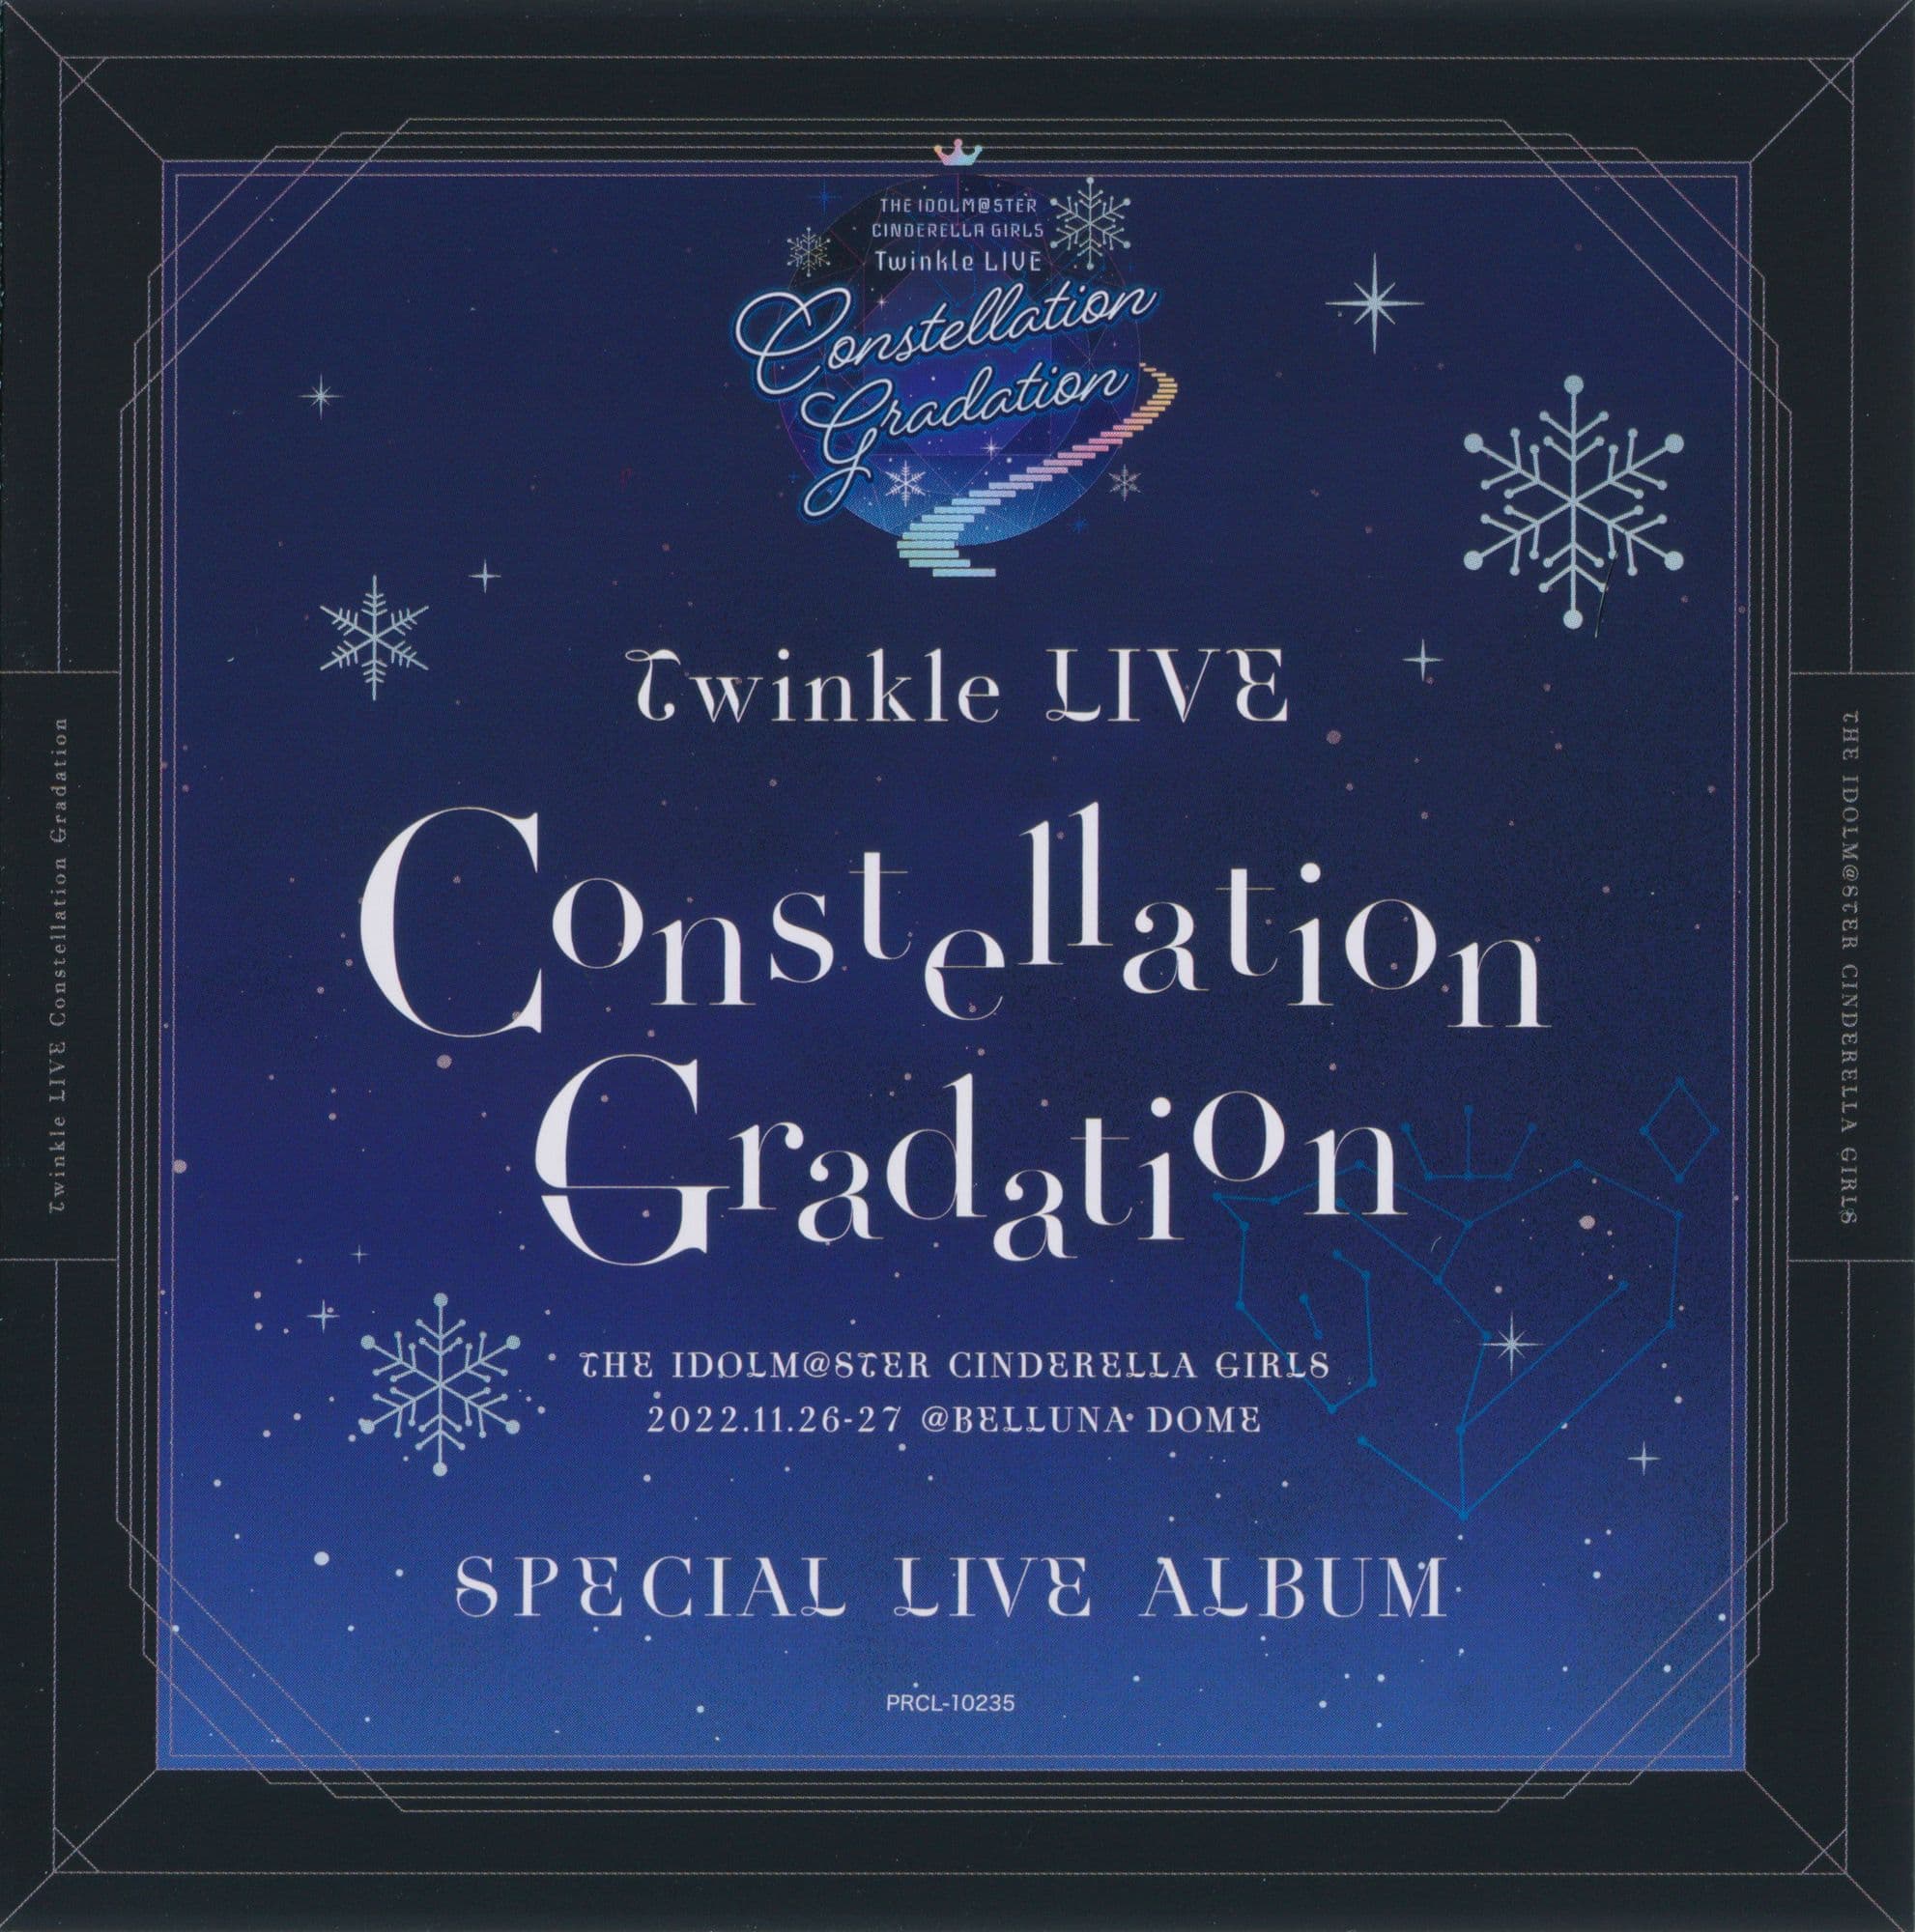 THE IDOLM@STER
CINDERELLA GIRLS
Twinkle LIVE
Constellation
Gradation
Twinkle LIVE
Constellation
Gradation
THE IDOLM@STER CINDERELLA GIRLS
2022.11.26-27 @BELLUNA DOME
SPECIAL LIVE ALBUM
PRCL-10235
Twinkle LIVE Constellation Gradation
THE IDOLM@STER CINDERELLA GIRLS